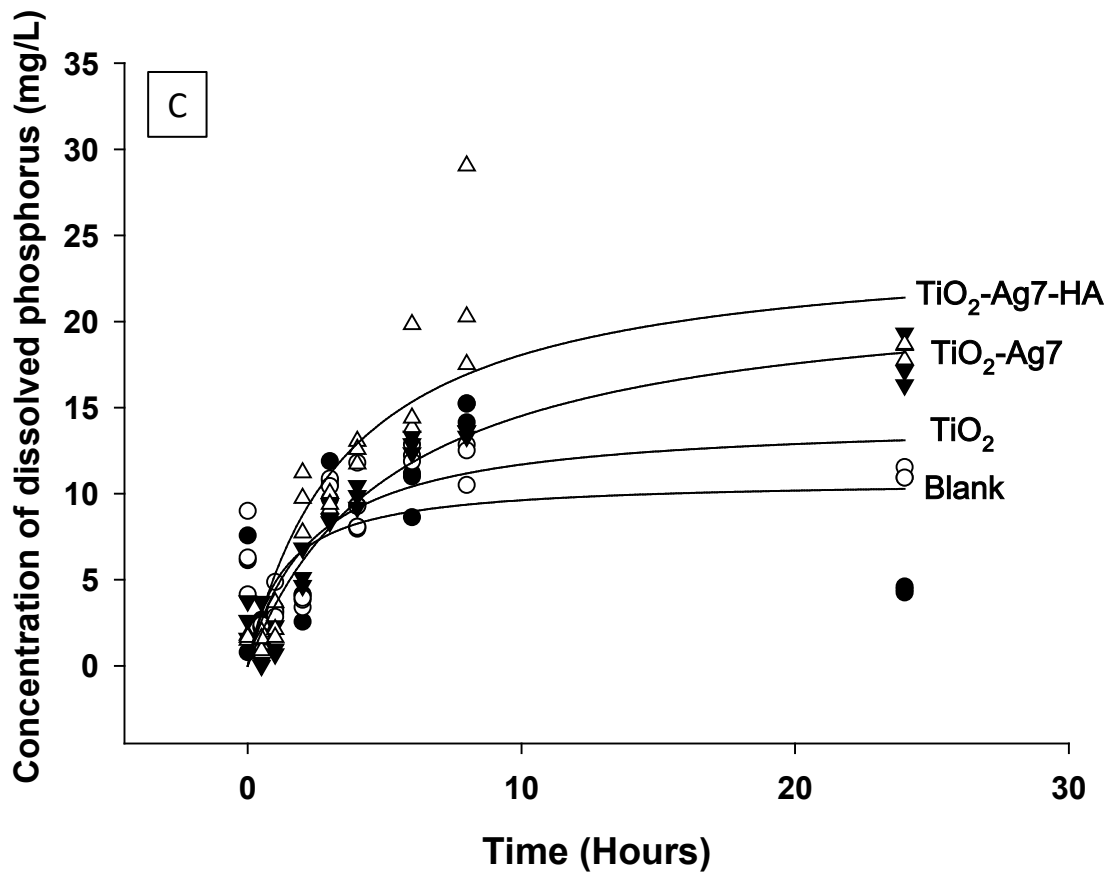 C
Concentration of dissolved phosphorus (mg/L)
35
30
25
20
15
10
5
0
TiO₂-Ag7-HA
TiO₂-Ag7
TiO₂
Blank
0 10 20 30
Time (Hours)